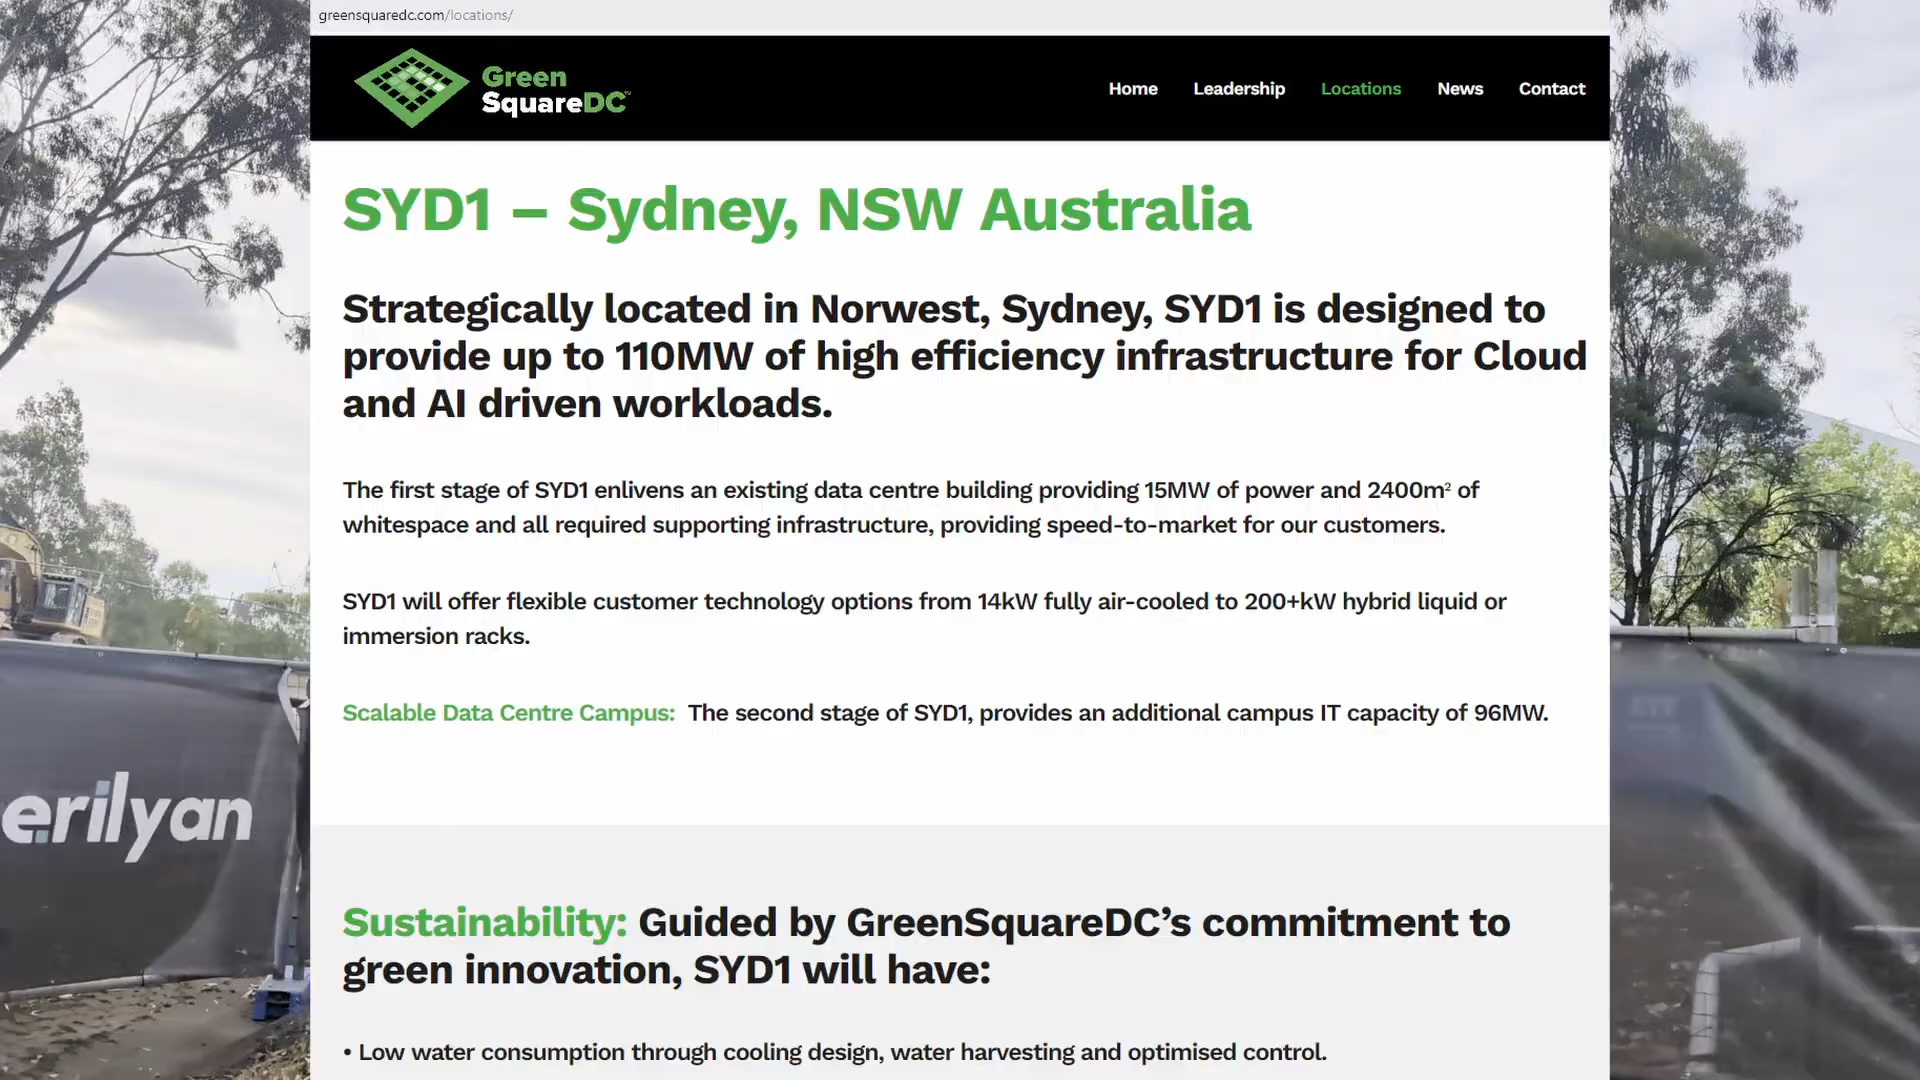 greensquaredc.com/locations/
Green
SquareDC™
Home Leadership Locations News Contact
SYD1 – Sydney, NSW Australia
Strategically located in Norwest, Sydney, SYD1 is designed to
provide up to 110MW of high efficiency infrastructure for Cloud
and AI driven workloads.
The first stage of SYD1 enlivens an existing data centre building providing 15MW of power and 2400m² of
whitespace and all required supporting infrastructure, providing speed-to-market for our customers.
SYD1 will offer flexible customer technology options from 14kW fully air-cooled to 200+kW hybrid liquid or
immersion racks.
Scalable Data Centre Campus: The second stage of SYD1, provides an additional campus IT capacity of 96MW.
erilyan
Sustainability: Guided by GreenSquareDC’s commitment to
green innovation, SYD1 will have:
• Low water consumption through cooling design, water harvesting and optimised control.